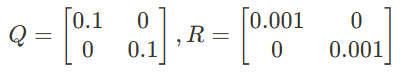 Q = [0.1 0; 0 0.1], R = [0.001 0; 0 0.001]